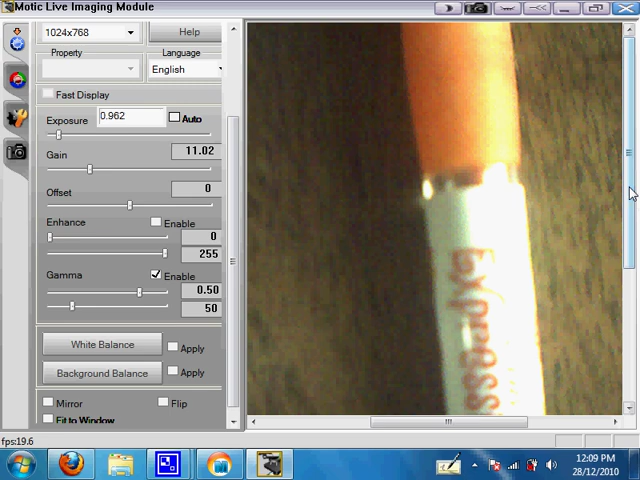 Motic Live Imaging Module
1024x768
Help
Property
Language
English
Fast Display
Exposure
0.962
Auto
Gain
11.02
Offset
0
Enhance
Enable
0
255
Gamma
Enable
0.50
50
White Balance
Apply
Background Balance
Apply
Mirror
Flip
Fit to Window
fps:19.6
12:09 PM
28/12/2010